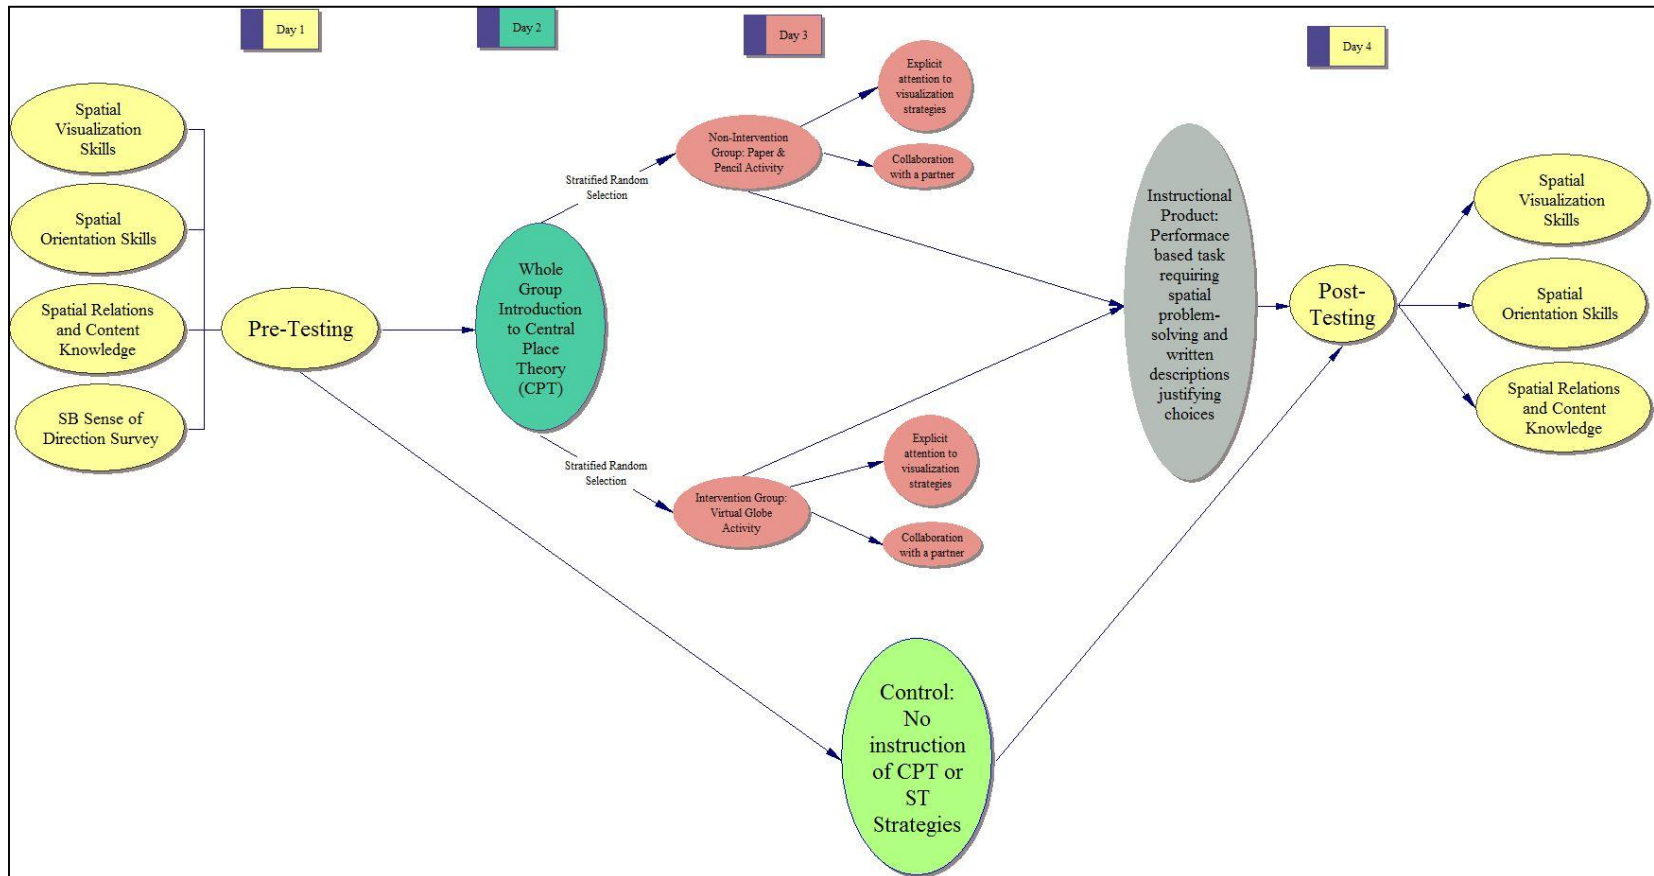 Day 1
Day 2
Day 3
Day 4
Spatial
Visualization
Skills
Spatial
Orientation Skills
Spatial Relations
and Content
Knowledge
SB Sense of
Direction Survey
Pre-Testing
Whole
Group
Introduction
to Central
Place
Theory
(CPT)
Stratified Random
Selection
Stratified Random
Selection
Non-Intervention
Group: Paper &
Pencil Activity
Explicit
attention to
visualization
strategies
Collaboration
with a partner
Intervention Group:
Virtual Globe
Activity
Explicit
attention to
visualization
strategies
Collaboration
with a partner
Control:
No
instruction
of CPT or
ST
Strategies
Instructional
Product:
Performace
based task
requiring
spatial
problem-
solving and
written
descriptions
justifying
choices
Post-
Testing
Spatial
Visualization
Skills
Spatial
Orientation Skills
Spatial Relations
and Content
Knowledge